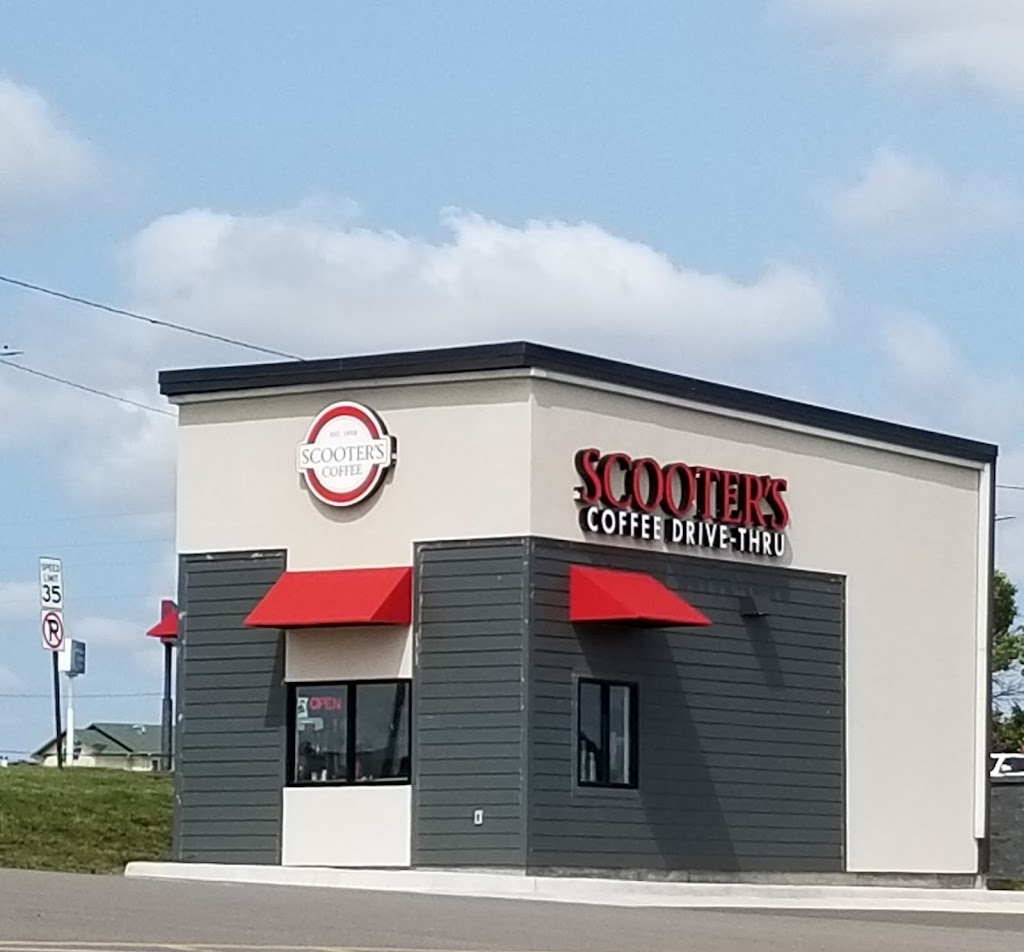 EST. 1998
SCOOTER'S
COFFEE
SCOOTER'S
COFFEE DRIVE-THRU
SPEED
LIMIT
35
P
OPEN